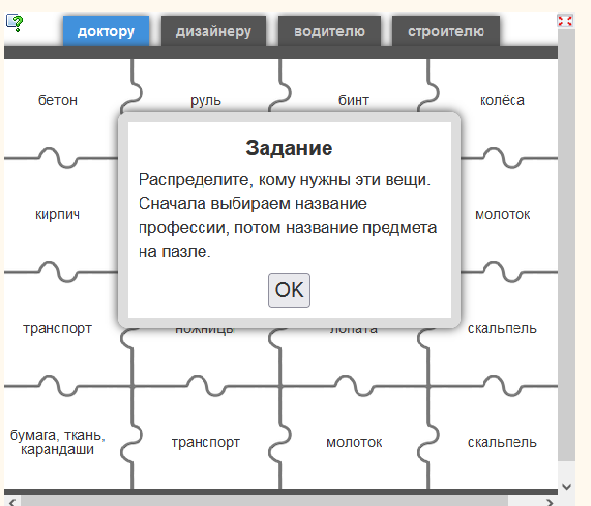 доктору дизайнеру водителю строителю
бетон руль бинт колёса
Задание
Распределите, кому нужны эти вещи.
Сначала выбираем название
профессии, потом название предмета
на пазле.
OK
кирпич молоток
транспорт ножницы лопата скальпель
бумага, ткань,
карандаши
транспорт молоток скальпель